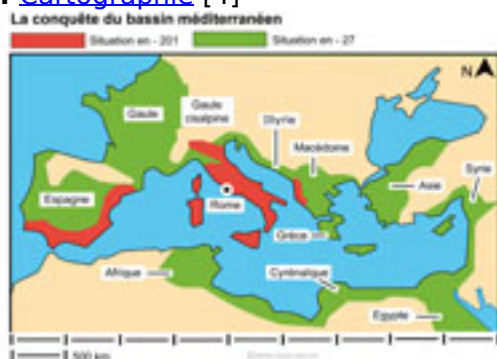 Cartographie [4]
La conquête du bassin méditerranéen
Situation en - 201 Situation en - 27
N
Gaule
Gaule cisalpine
Illyrie
Macédoine
Asie
Syrie
Espagne
Rome
Grèce
Afrique
Cyrénaïque
Egypte
500 km